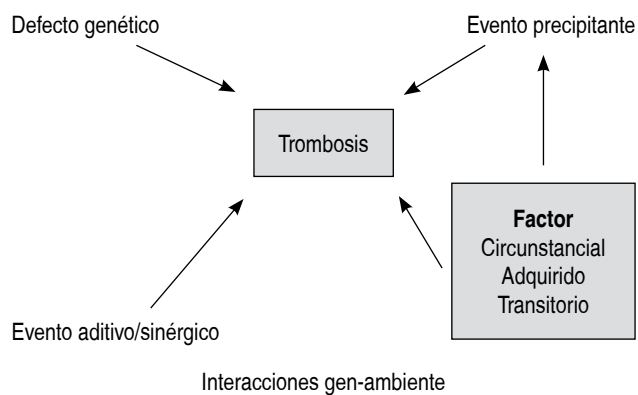 Defecto genético
Evento precipitante
Trombosis
Factor
Circunstancial
Adquirido
Transitorio
Evento aditivo/sinérgico
Interacciones gen-ambiente